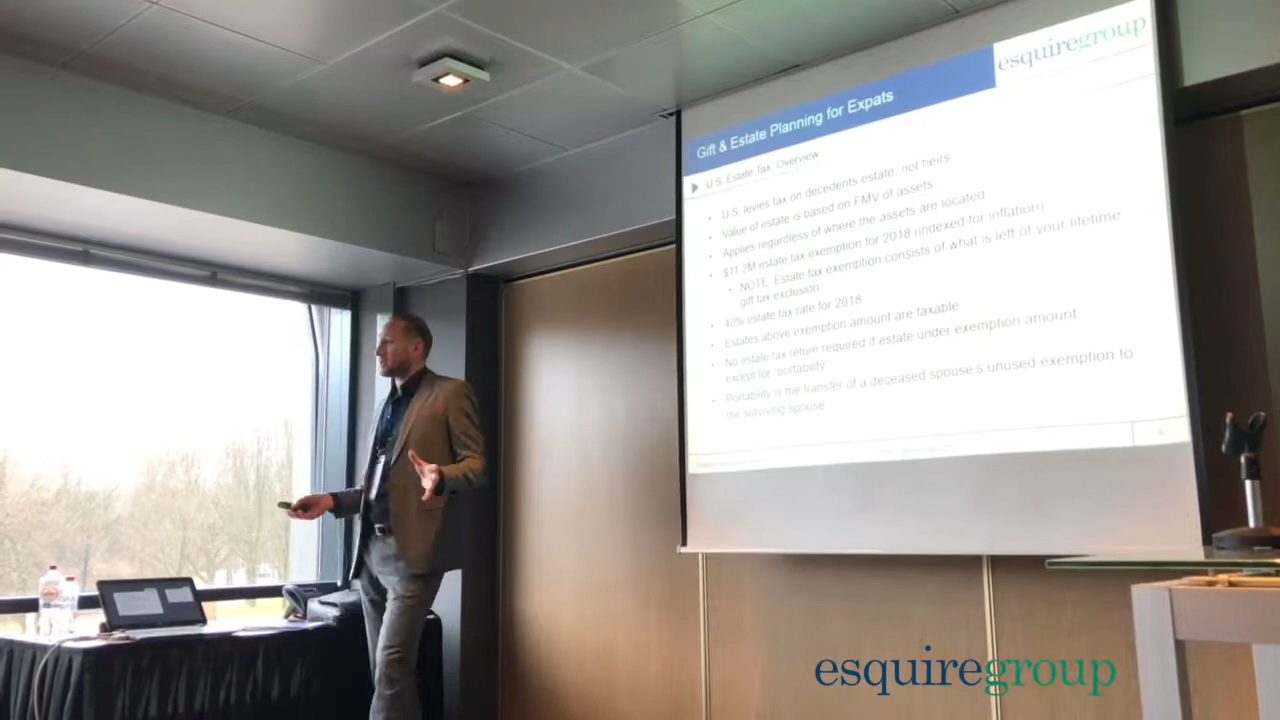 esquiregroup
Gift & Estate Planning for Expats
U.S. Estate Tax: Overview
U.S. levies tax on decedents estate, not heirs
Value of estate is based on FMV of assets
Applies regardless of where the assets are located
$11.2M estate tax exemption for 2018 (indexed for inflation)
NOTE: Estate tax exemption consists of what is left of your lifetime
gift tax exclusion
40% estate tax rate for 2018
Estates above exemption amount are taxable
No estate tax return required if estate under exemption amount,
except for "portability"
Portability is the transfer of a deceased spouse's unused exemption to
the surviving spouse
esquiregroup